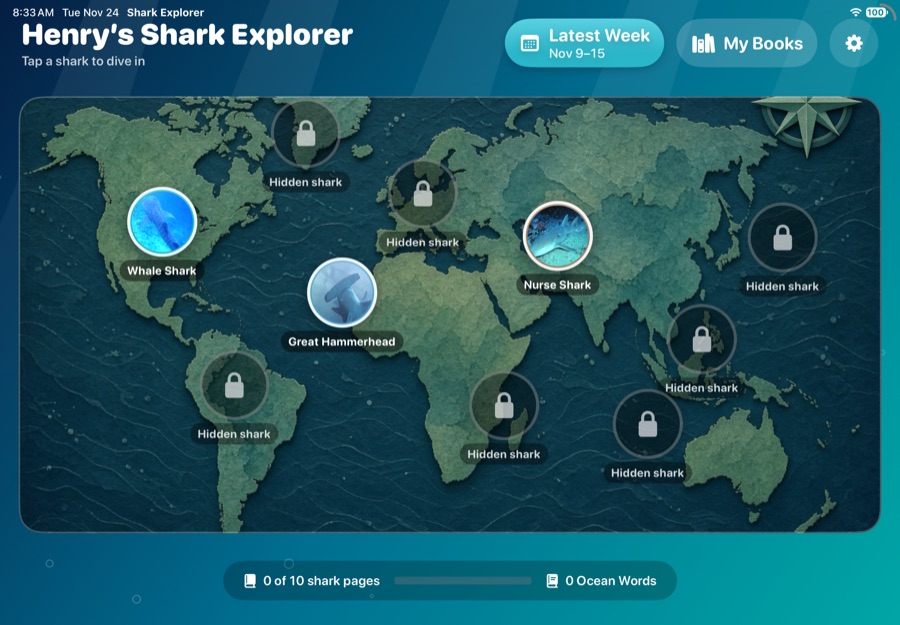 8:33 AM Tue Nov 24 Shark Explorer
100
Henry's Shark Explorer
Tap a shark to dive in
Latest Week
Nov 9–15
My Books
Hidden shark
Hidden shark
Whale Shark
Nurse Shark
Hidden shark
Great Hammerhead
Hidden shark
Hidden shark
Hidden shark
Hidden shark
0 of 10 shark pages
0 Ocean Words